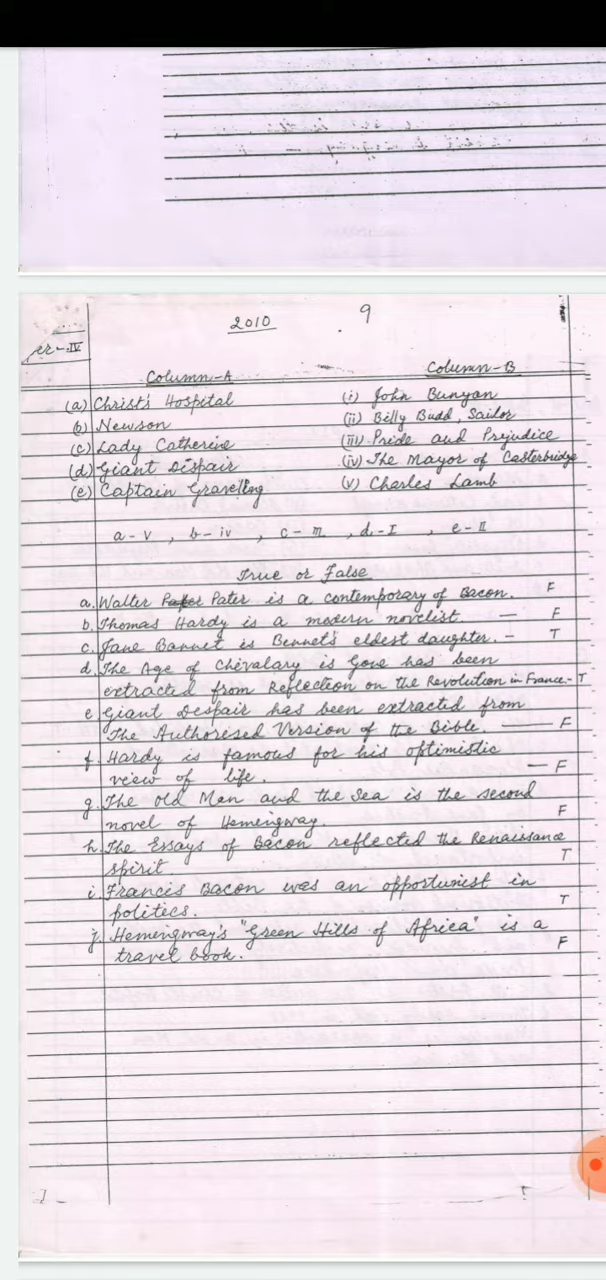 2010
9
er-IV
Column-A Column-B
(a) Christ's Hospital (i) John Bunyan
(b) Newson (ii) Billy Budd, Sailor
(c) Lady Catherine (iii) Pride and Prejudice
(d) Giant Despair (iv) The Mayor of Casterbridge
(e) Captain Gravelling (v) Charles Lamb
a-v, b-iv, c-III, d-I, e-II
True or False
a. Walter Pater is a contemporary of Bacon. F
b. Thomas Hardy is a modern novelist. — F
c. Jane Bannet is Bennet's eldest daughter. - T
d. The Age of Chivalary is Gone has been
extracted from Reflection on the Revolution in France.-T
e Giant Despair has been extracted from
The Authorised Version of the Bible. — F
f. Hardy is famous for his optimistic
view of life. — F
g. The Old Man and the Sea is the second
novel of Hemingway. F
h. The Essays of Bacon reflected the Renaissance
spirit T
i. Francis Bacon was an opportunist in
politics. T
j. Hemingway's "Green Hills of Africa" is a
travel book. F